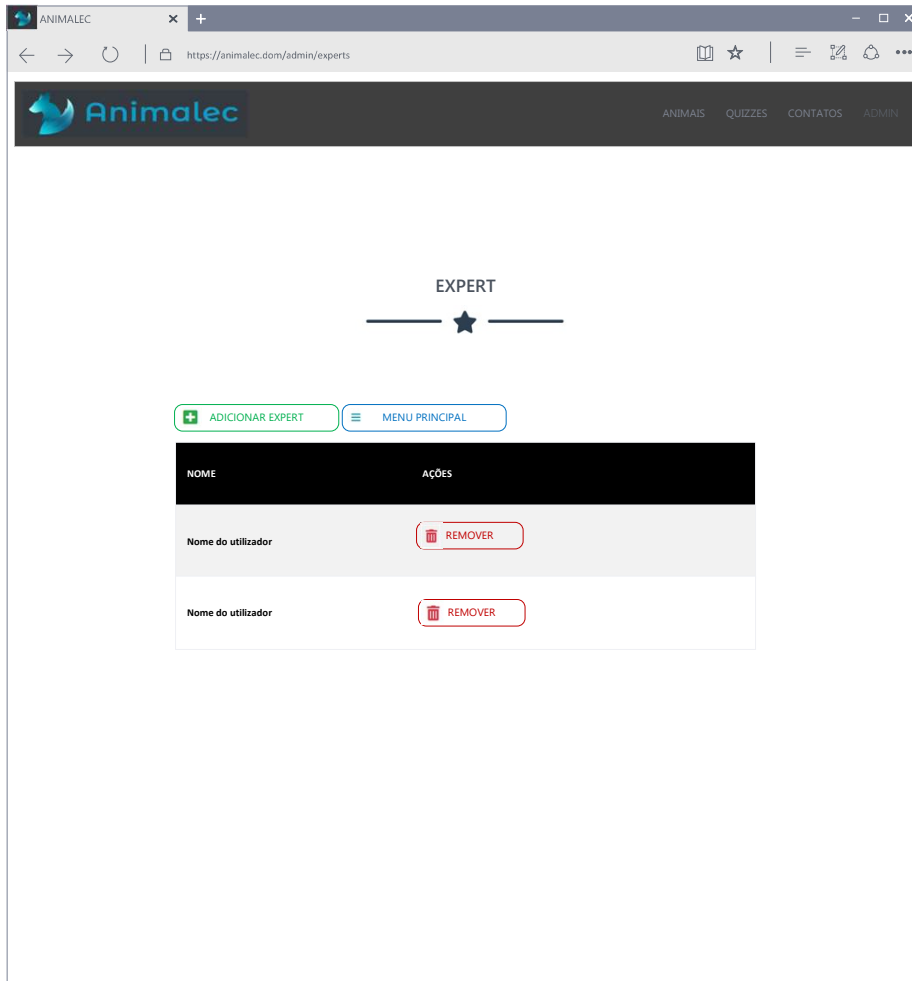 ANIMALEC
https://animalec.dom/admin/experts
Animalec
ANIMAIS QUIZZES CONTATOS ADMIN
EXPERT
ADICIONAR EXPERT MENU PRINCIPAL
NOME AÇÕES
Nome do utilizador REMOVER
Nome do utilizador REMOVER